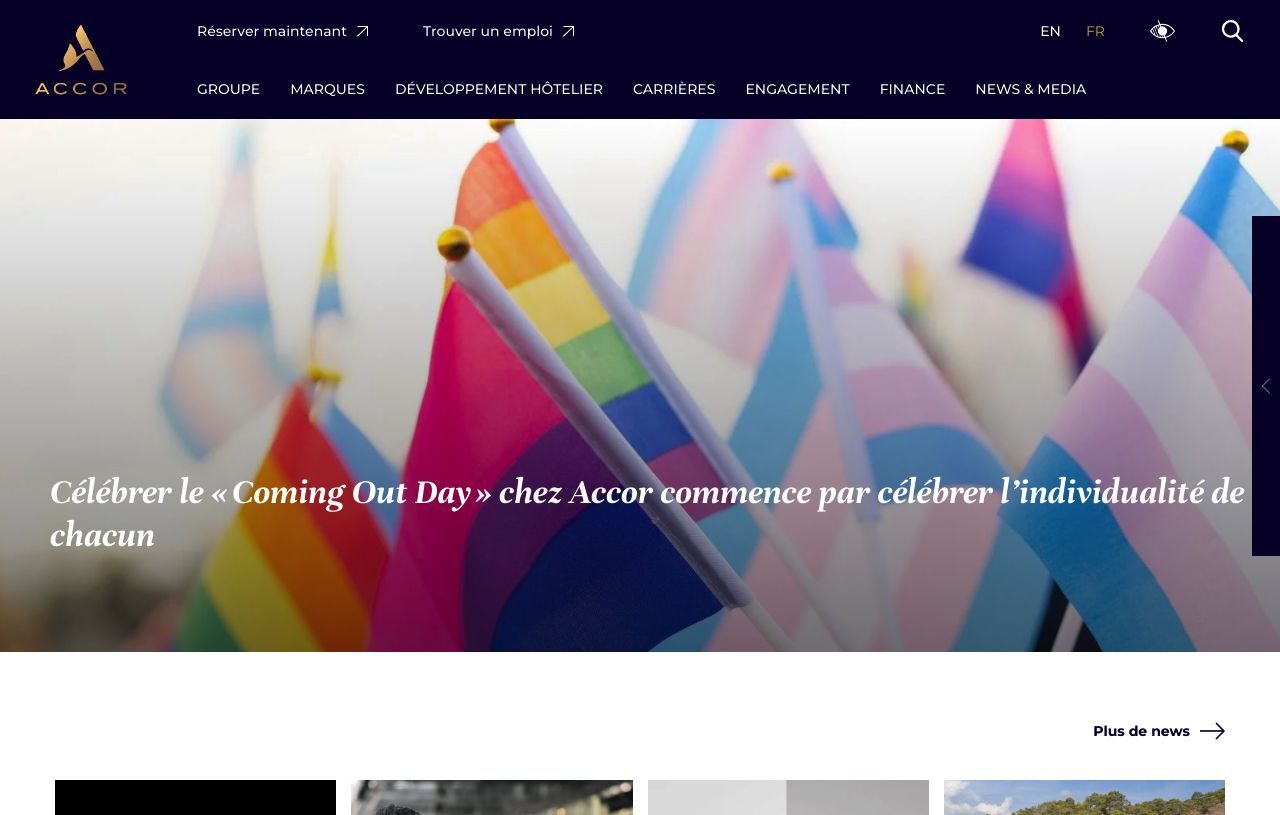 Réserver maintenant
Trouver un emploi
EN
FR
ACCOR
GROUPE
MARQUES
DÉVELOPPEMENT HÔTELIER
CARRIÈRES
ENGAGEMENT
FINANCE
NEWS & MEDIA
Célébrer le « Coming Out Day » chez Accor commence par célébrer l’individualité de
chacun
Plus de news